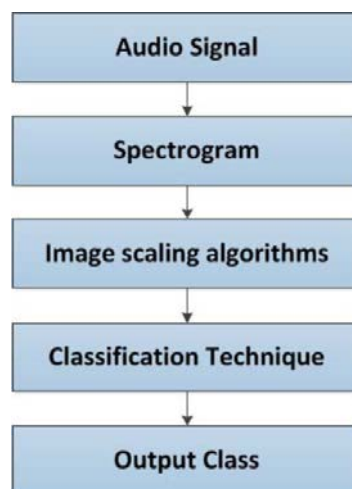 Audio Signal
Spectrogram
Image scaling algorithms
Classification Technique
Output Class